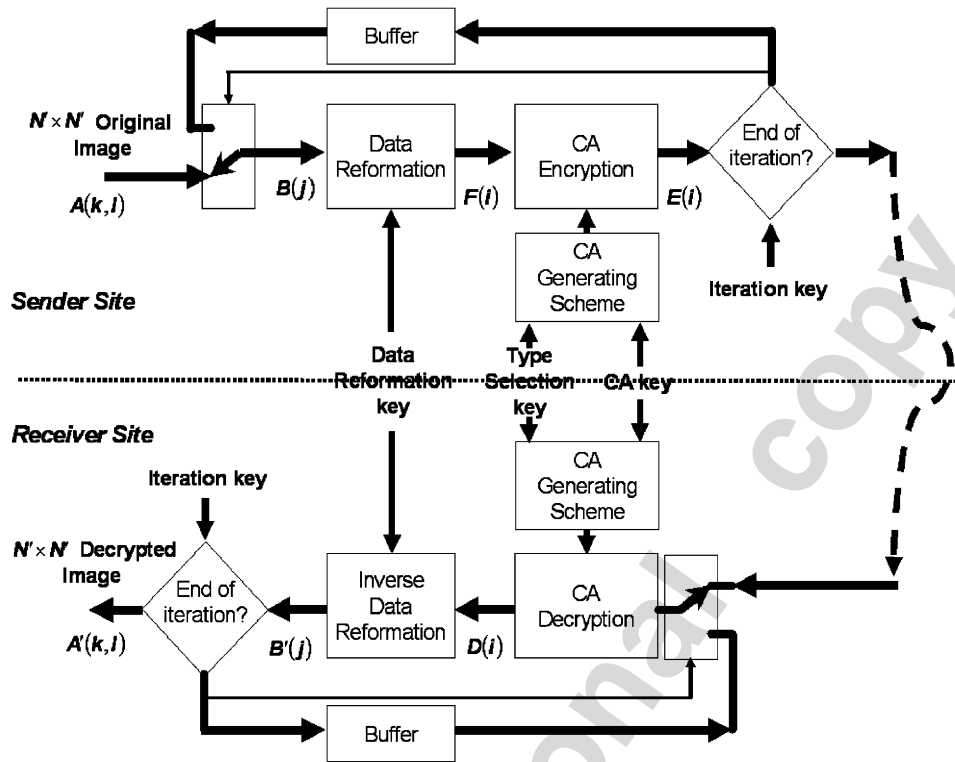 Buffer
N' × N' Original
Image
A(k,l)
B(j)
Data
Reformation
F(i)
CA
Encryption
E(i)
End of
iteration?
CA
Generating
Scheme
Iteration key
Sender Site
Data
Reformation
key
Type
Selection
key
CA key
Receiver Site
Iteration key
CA
Generating
Scheme
N' × N' Decrypted
Image
A'(k,l)
End of
iteration?
B'(j)
Inverse
Data
Reformation
D(i)
CA
Decryption
Buffer
copy
onal